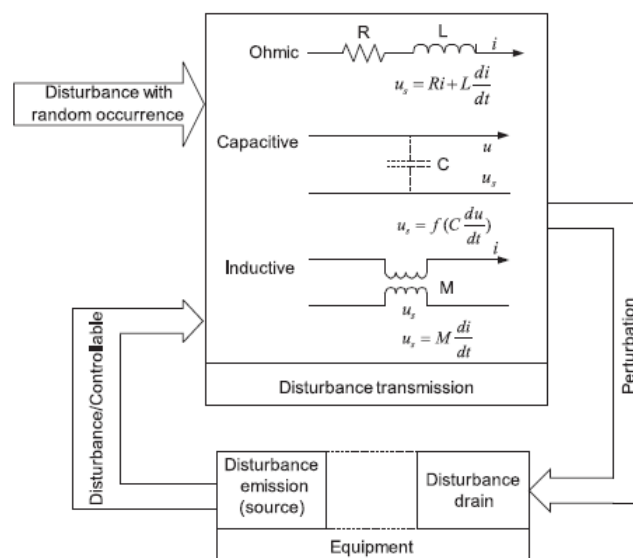 R
L
i
Ohmic
u_s = Ri + L di/dt
Disturbance with
random occurrence
Capacitive
u
C
u_s
u_s = f(C du/dt)
i
Inductive
M
u_s
u_s = M di/dt
Disturbance transmission
Disturbance/Controllable
Perturbation
Disturbance
emission
(source)
Disturbance
drain
Equipment